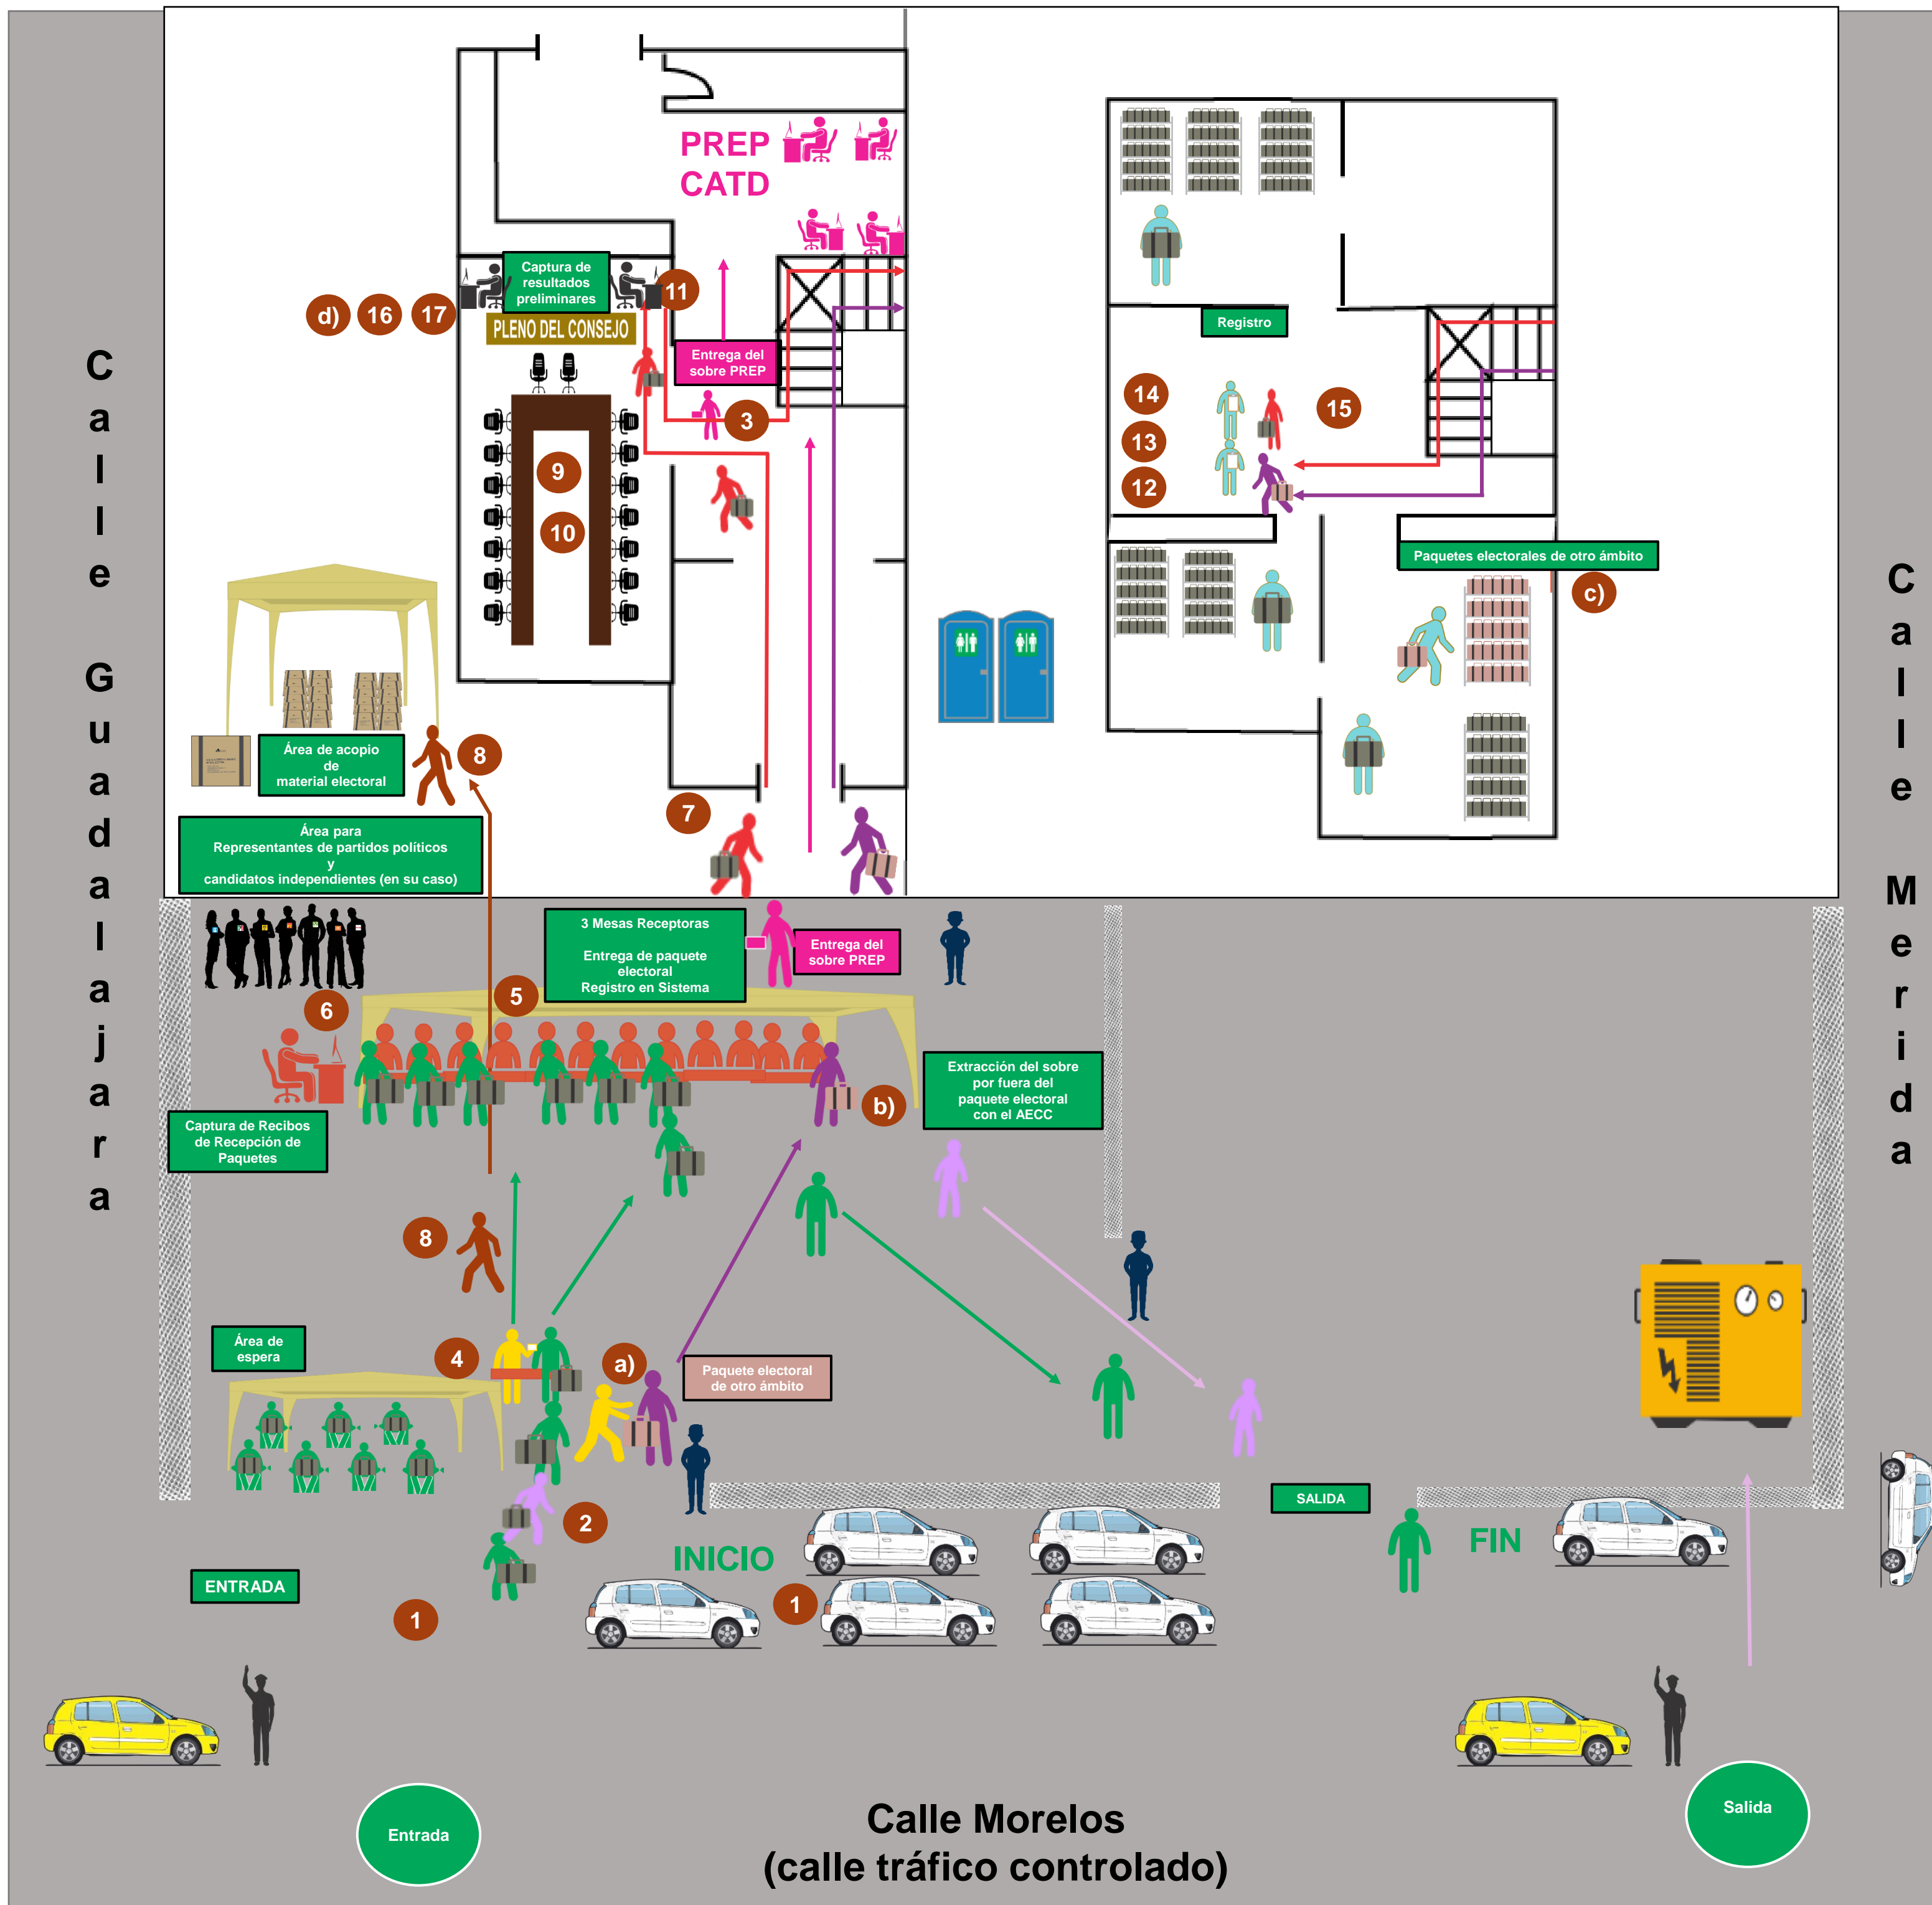 PREP
CATD
Captura de
resultados
preliminares
11
d)
16
17
PLENO DEL CONSEJO
Entrega del
sobre PREP
3
9
10
Registro
14
13
12
15
Paquetes electorales de otro ámbito
c)
Área de acopio
de
material electoral
8
7
Área para
Representantes de partidos políticos
y
candidatos independientes (en su caso)
3 Mesas Receptoras
Entrega de paquete
electoral
Registro en Sistema
Entrega del
sobre PREP
5
6
Captura de Recibos
de Recepción de
Paquetes
b)
Extracción del sobre
por fuera del
paquete electoral
con el AECC
8
Área de
espera
4
a)
Paquete electoral
de otro ámbito
2
INICIO
SALIDA
FIN
ENTRADA
1
1
Entrada
Salida
Calle Morelos
(calle tráfico controlado)
Calle Guadalajara
Calle Merida